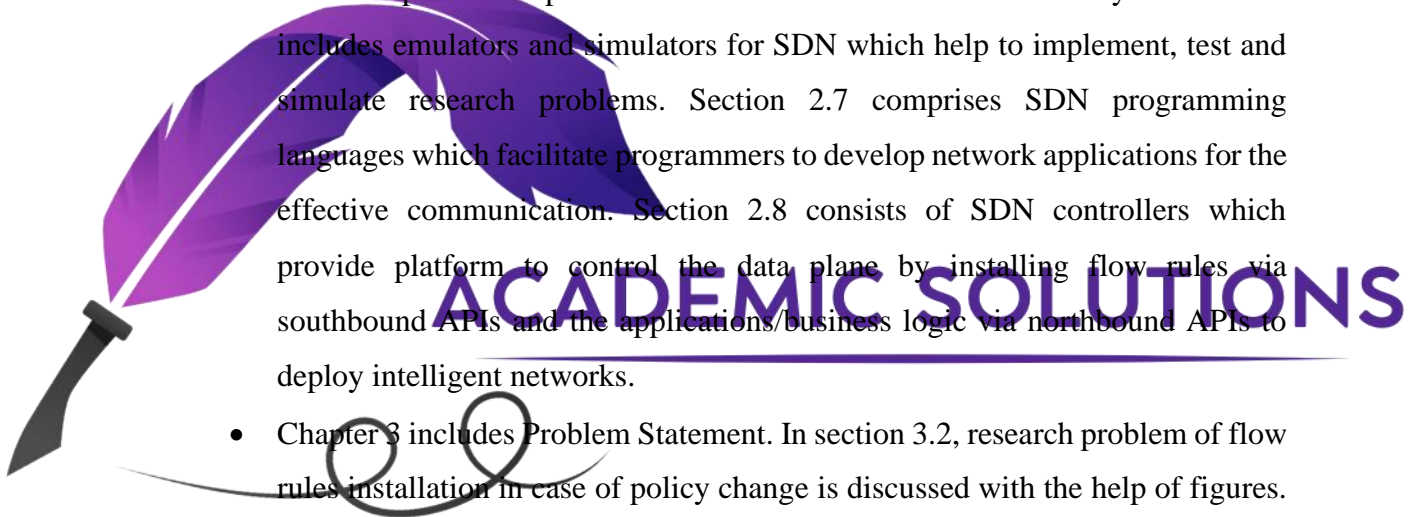 includes emulators and simulators for SDN which help to implement, test and
simulate research problems. Section 2.7 comprises SDN programming
languages which facilitate programmers to develop network applications for the
effective communication. Section 2.8 consists of SDN controllers which
provide platform to control the data plane by installing flow rules via
ACADEMIC SOLUTIONS
southbound APIs and the applications/business logic via northbound APIs to
deploy intelligent networks.
• Chapter 3 includes Problem Statement. In section 3.2, research problem of flow
rules installation in case of policy change is discussed with the help of figures.